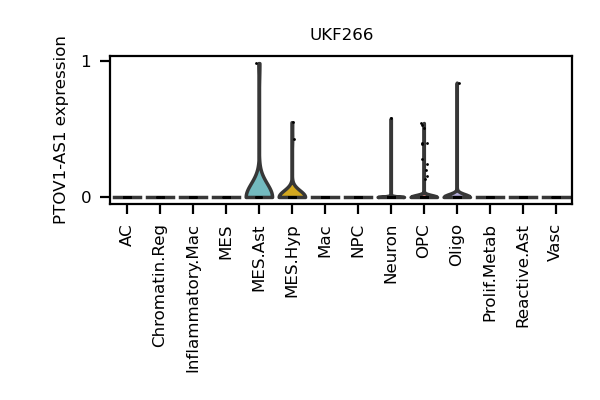 UKF266
PTOV1-AS1 expression
1
0
AC
Chromatin.Reg
Inflammatory.Mac
MES
MES.Ast
MES.Hyp
Mac
NPC
Neuron
OPC
Oligo
Prolif.Metab
Reactive.Ast
Vasc